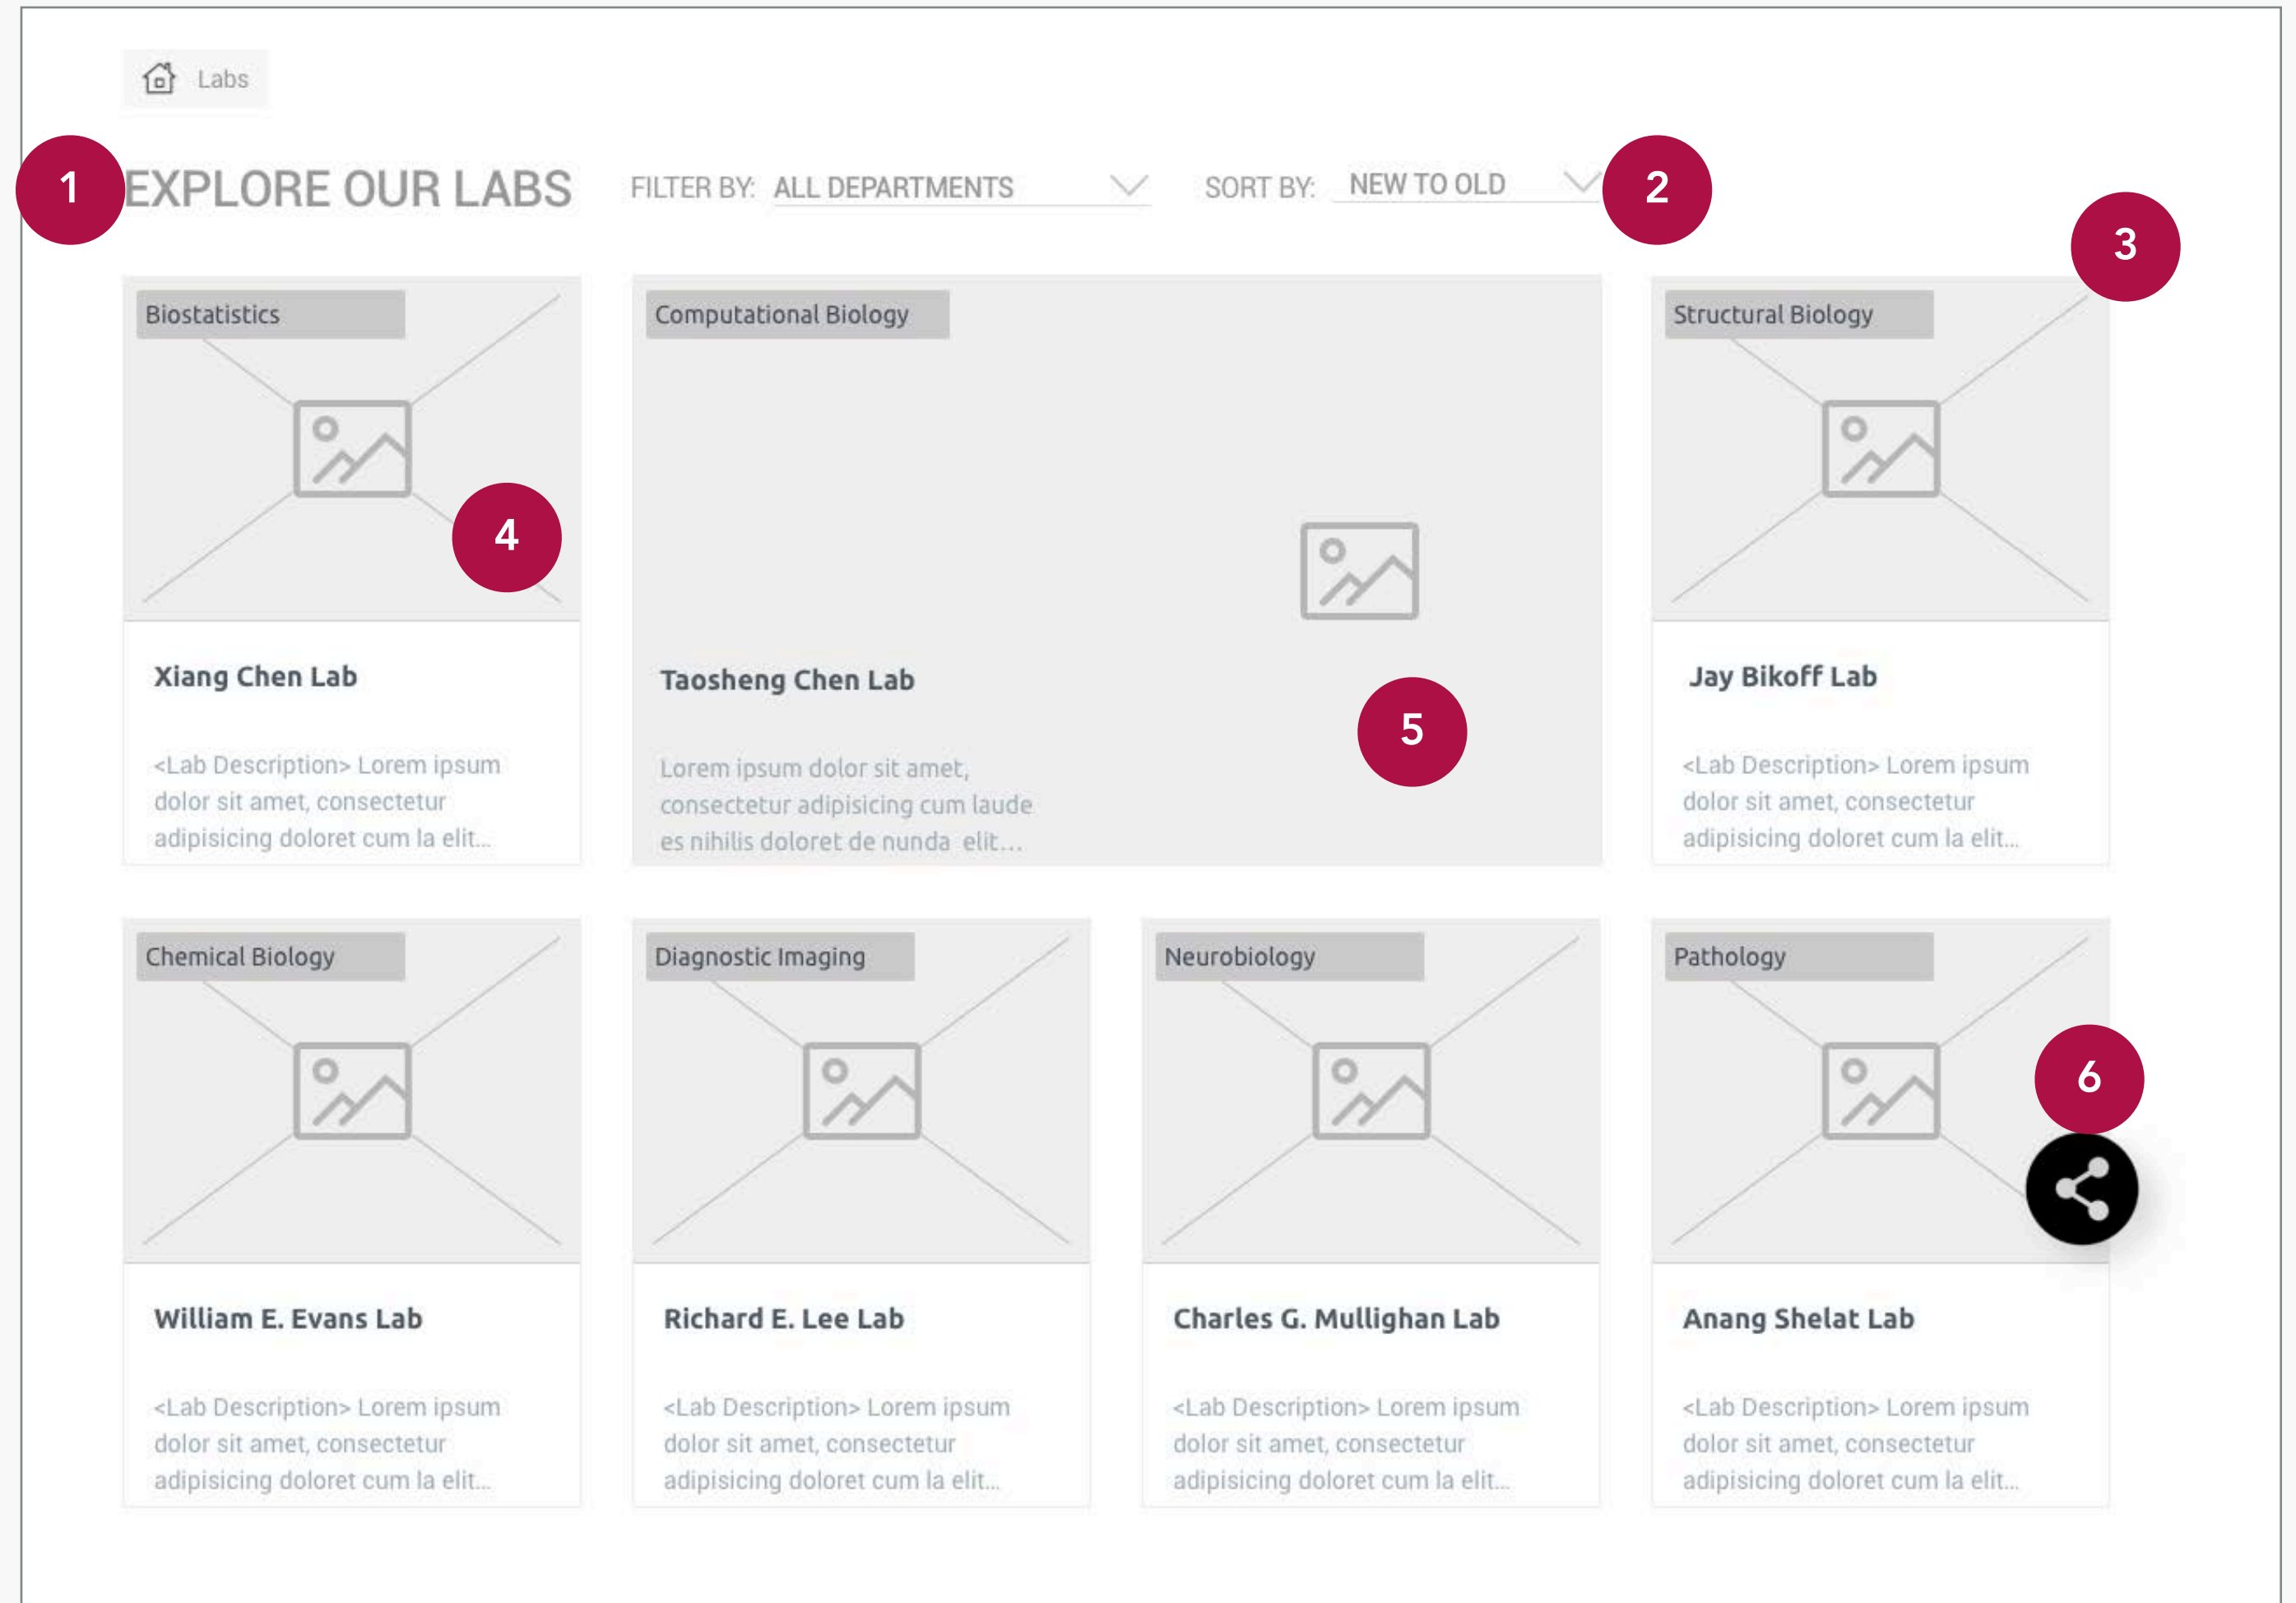 Labs
1 EXPLORE OUR LABS FILTER BY: ALL DEPARTMENTS SORT BY: NEW TO OLD 2
3
Biostatistics
4
Xiang Chen Lab
<Lab Description> Lorem ipsum
dolor sit amet, consectetur
adipisicing doloret cum la elit...
Computational Biology
Taosheng Chen Lab
5
Lorem ipsum dolor sit amet,
consectetur adipisicing cum laude
es nihilis doloret de nunda elit...
Structural Biology
Jay Bikoff Lab
<Lab Description> Lorem ipsum
dolor sit amet, consectetur
adipisicing doloret cum la elit...
Chemical Biology
William E. Evans Lab
<Lab Description> Lorem ipsum
dolor sit amet, consectetur
adipisicing doloret cum la elit...
Diagnostic Imaging
Richard E. Lee Lab
<Lab Description> Lorem ipsum
dolor sit amet, consectetur
adipisicing doloret cum la elit...
Neurobiology
Charles G. Mullighan Lab
<Lab Description> Lorem ipsum
dolor sit amet, consectetur
adipisicing doloret cum la elit...
Pathology
6
Anang Shelat Lab
<Lab Description> Lorem ipsum
dolor sit amet, consectetur
adipisicing doloret cum la elit...